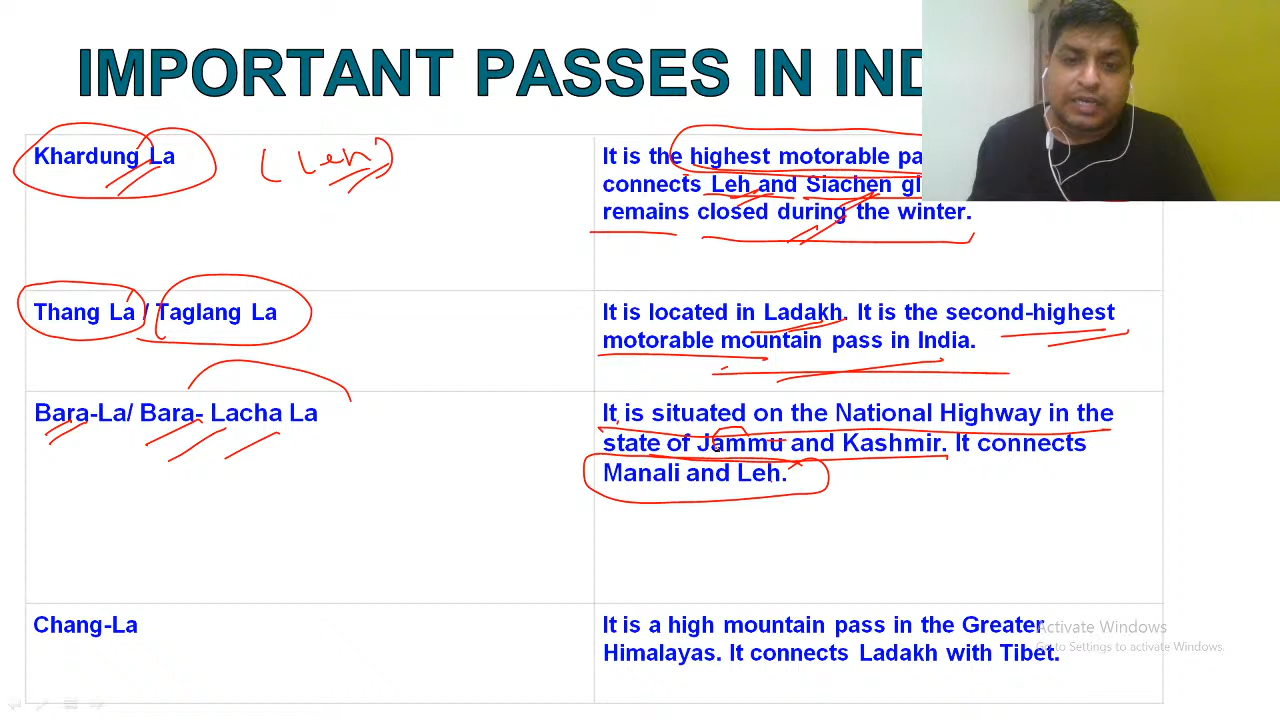 IMPORTANT PASSES IN IND
Khardung La
(Leh)
It is the highest motorable pa
connects Leh and Siachen gl
remains closed during the winter.
Thang La / Taglang La
It is located in Ladakh. It is the second-highest
motorable mountain pass in India.
Bara-La/ Bara- Lacha La
It is situated on the National Highway in the
state of Jammu and Kashmir. It connects
Manali and Leh.
Chang-La
It is a high mountain pass in the Greater
Himalayas. It connects Ladakh with Tibet.
Activate Windows
Go to Settings to activate Windows.